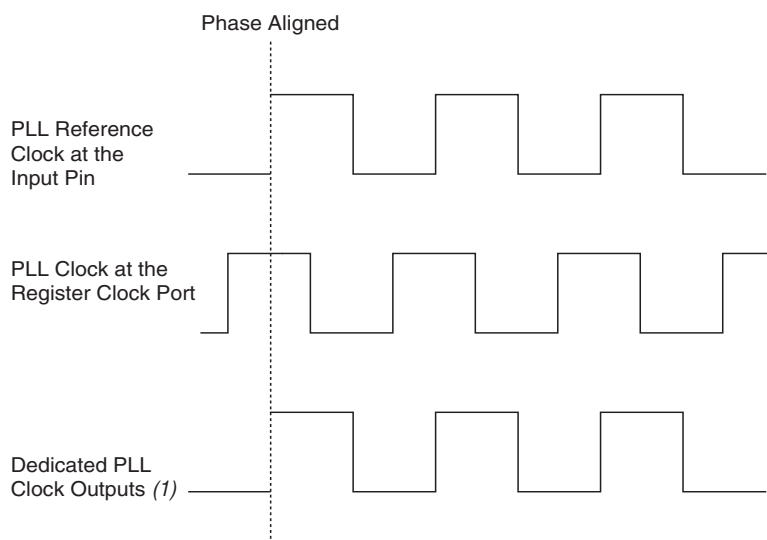 Phase Aligned
PLL Reference
Clock at the
Input Pin
PLL Clock at the
Register Clock Port
Dedicated PLL
Clock Outputs (1)